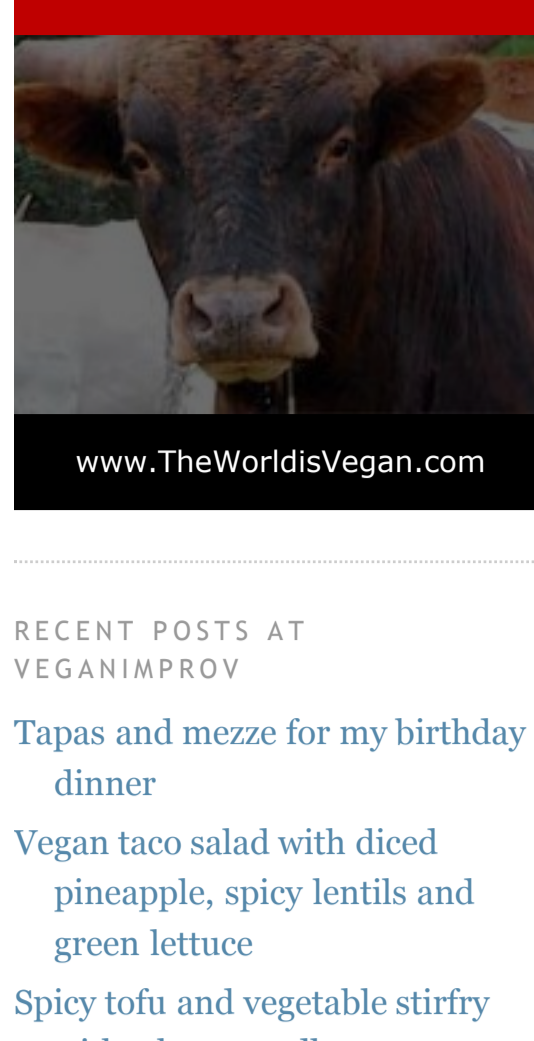 www.TheWorldisVegan.com
RECENT POSTS AT
VEGANIMPROV
Tapas and mezze for my birthday
dinner
Vegan taco salad with diced
pineapple, spicy lentils and
green lettuce
Spicy tofu and vegetable stirfry